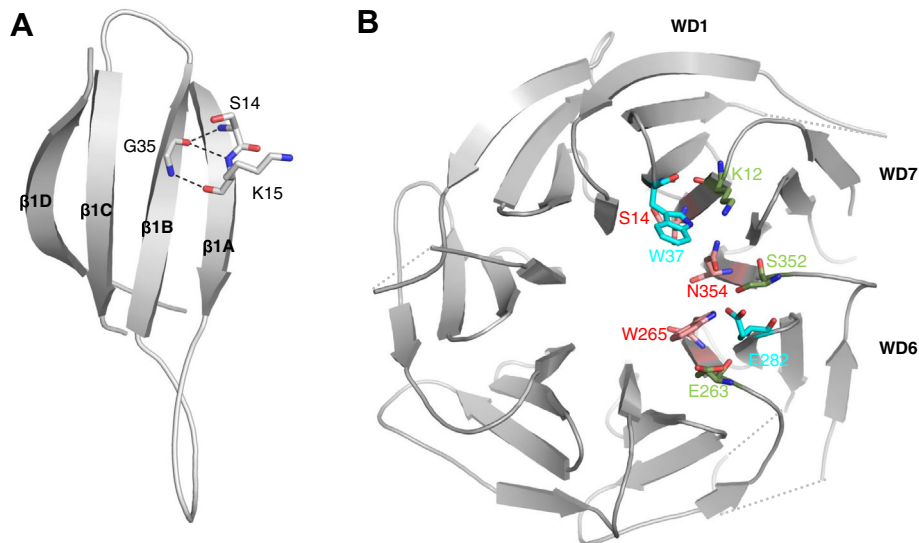 A
S14
G35
K15
β1D
β1C
β1B
β1A
B
WD1
K12
WD7
S14
W37
S352
N354
W265
E282
WD6
E263